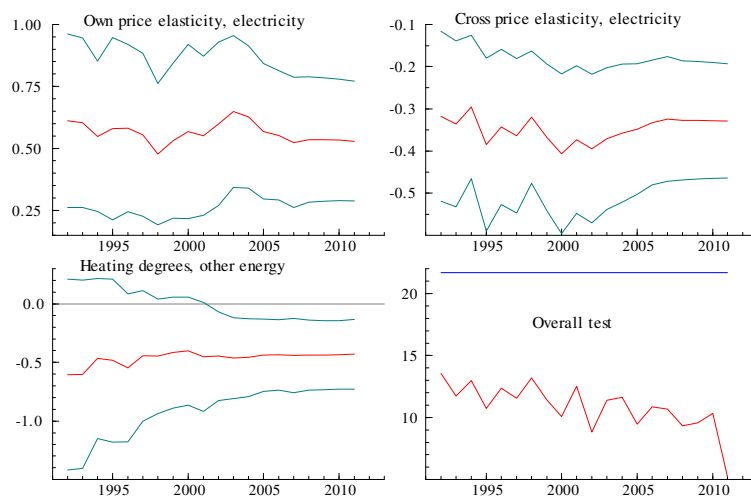 Own price elasticity, electricity
1.00
0.75
0.50
0.25
1995 2000 2005 2010
Cross price elasticity, electricity
-0.1
-0.2
-0.3
-0.4
-0.5
1995 2000 2005 2010
Heating degrees, other energy
0.0
-0.5
-1.0
1995 2000 2005 2010
Overall test
20
15
10
1995 2000 2005 2010